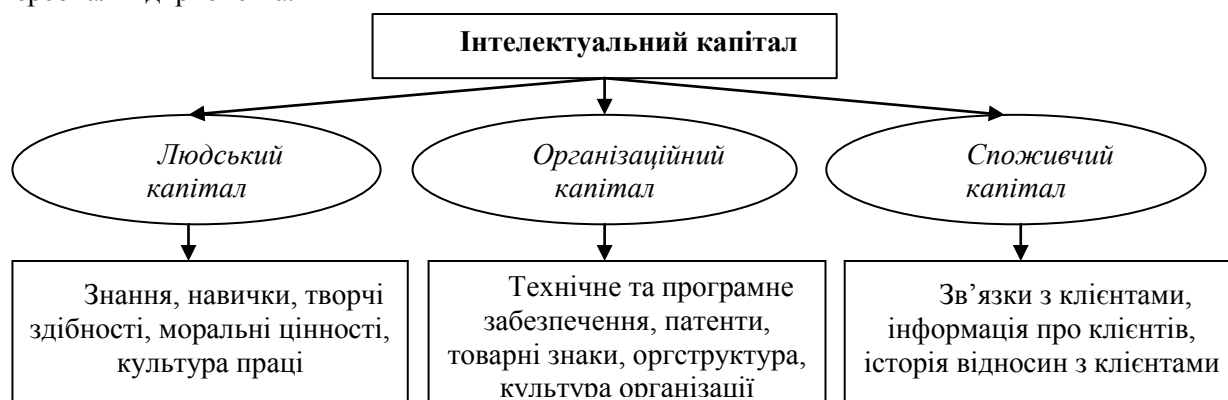 Інтелектуальний капітал
Людський
капітал
Організаційний
капітал
Споживчий
капітал
Знання, навички, творчі
здібності, моральні цінності,
культура праці
Технічне та програмне
забезпечення, патенти,
товарні знаки, оргструктура,
культура організації
Зв’язки з клієнтами,
інформація про клієнтів,
історія відносин з клієнтами